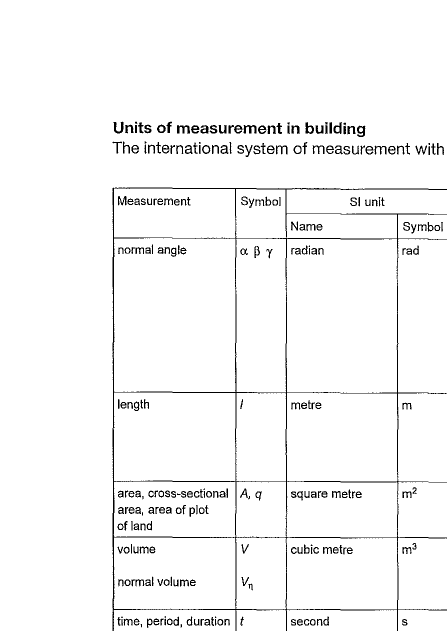 Units of measurement in building
The international system of measurement with
Measurement Symbol SI unit
Name Symbol
normal angle α β γ radian rad
length l metre m
area, cross-sectional A, q square metre m²
area, area of plot
of land
volume V cubic metre m³
normal volume Vη
time, period, duration t second s